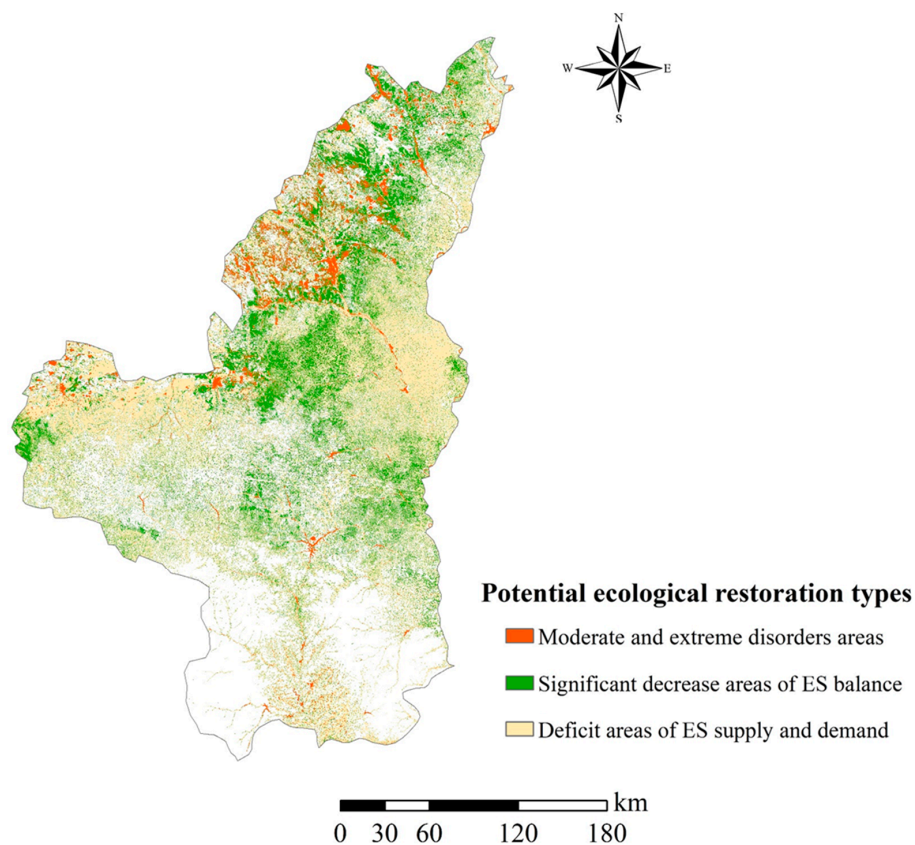 N
W E
S
Potential ecological restoration types
Moderate and extreme disorders areas
Significant decrease areas of ES balance
Deficit areas of ES supply and demand
km
0 30 60 120 180